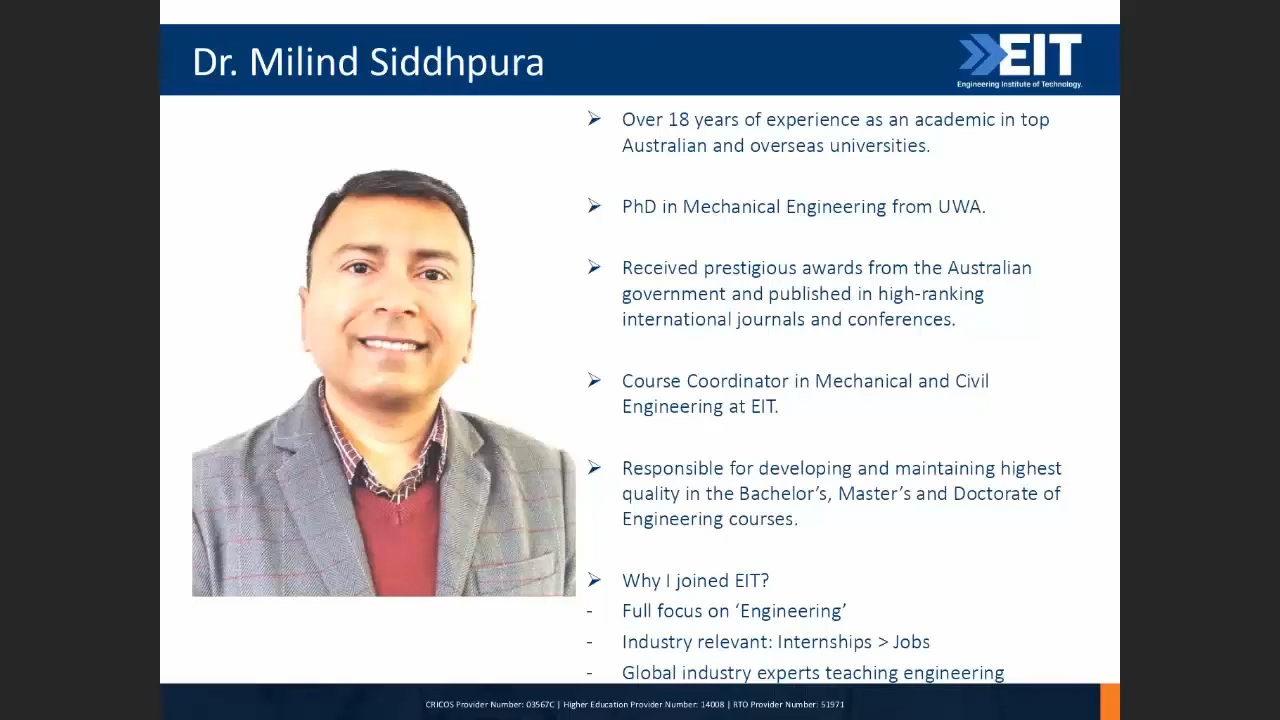 Dr. Milind Siddhpura
EIT
Engineering Institute of Technology.
Over 18 years of experience as an academic in top
Australian and overseas universities.
PhD in Mechanical Engineering from UWA.
Received prestigious awards from the Australian
government and published in high-ranking
international journals and conferences.
Course Coordinator in Mechanical and Civil
Engineering at EIT.
Responsible for developing and maintaining highest
quality in the Bachelor’s, Master’s and Doctorate of
Engineering courses.
Why I joined EIT?
- Full focus on ‘Engineering’
- Industry relevant: Internships > Jobs
- Global industry experts teaching engineering
CRICOS Provider Number: 03567C | Higher Education Provider Number: 14008 | RTO Provider Number: 51971